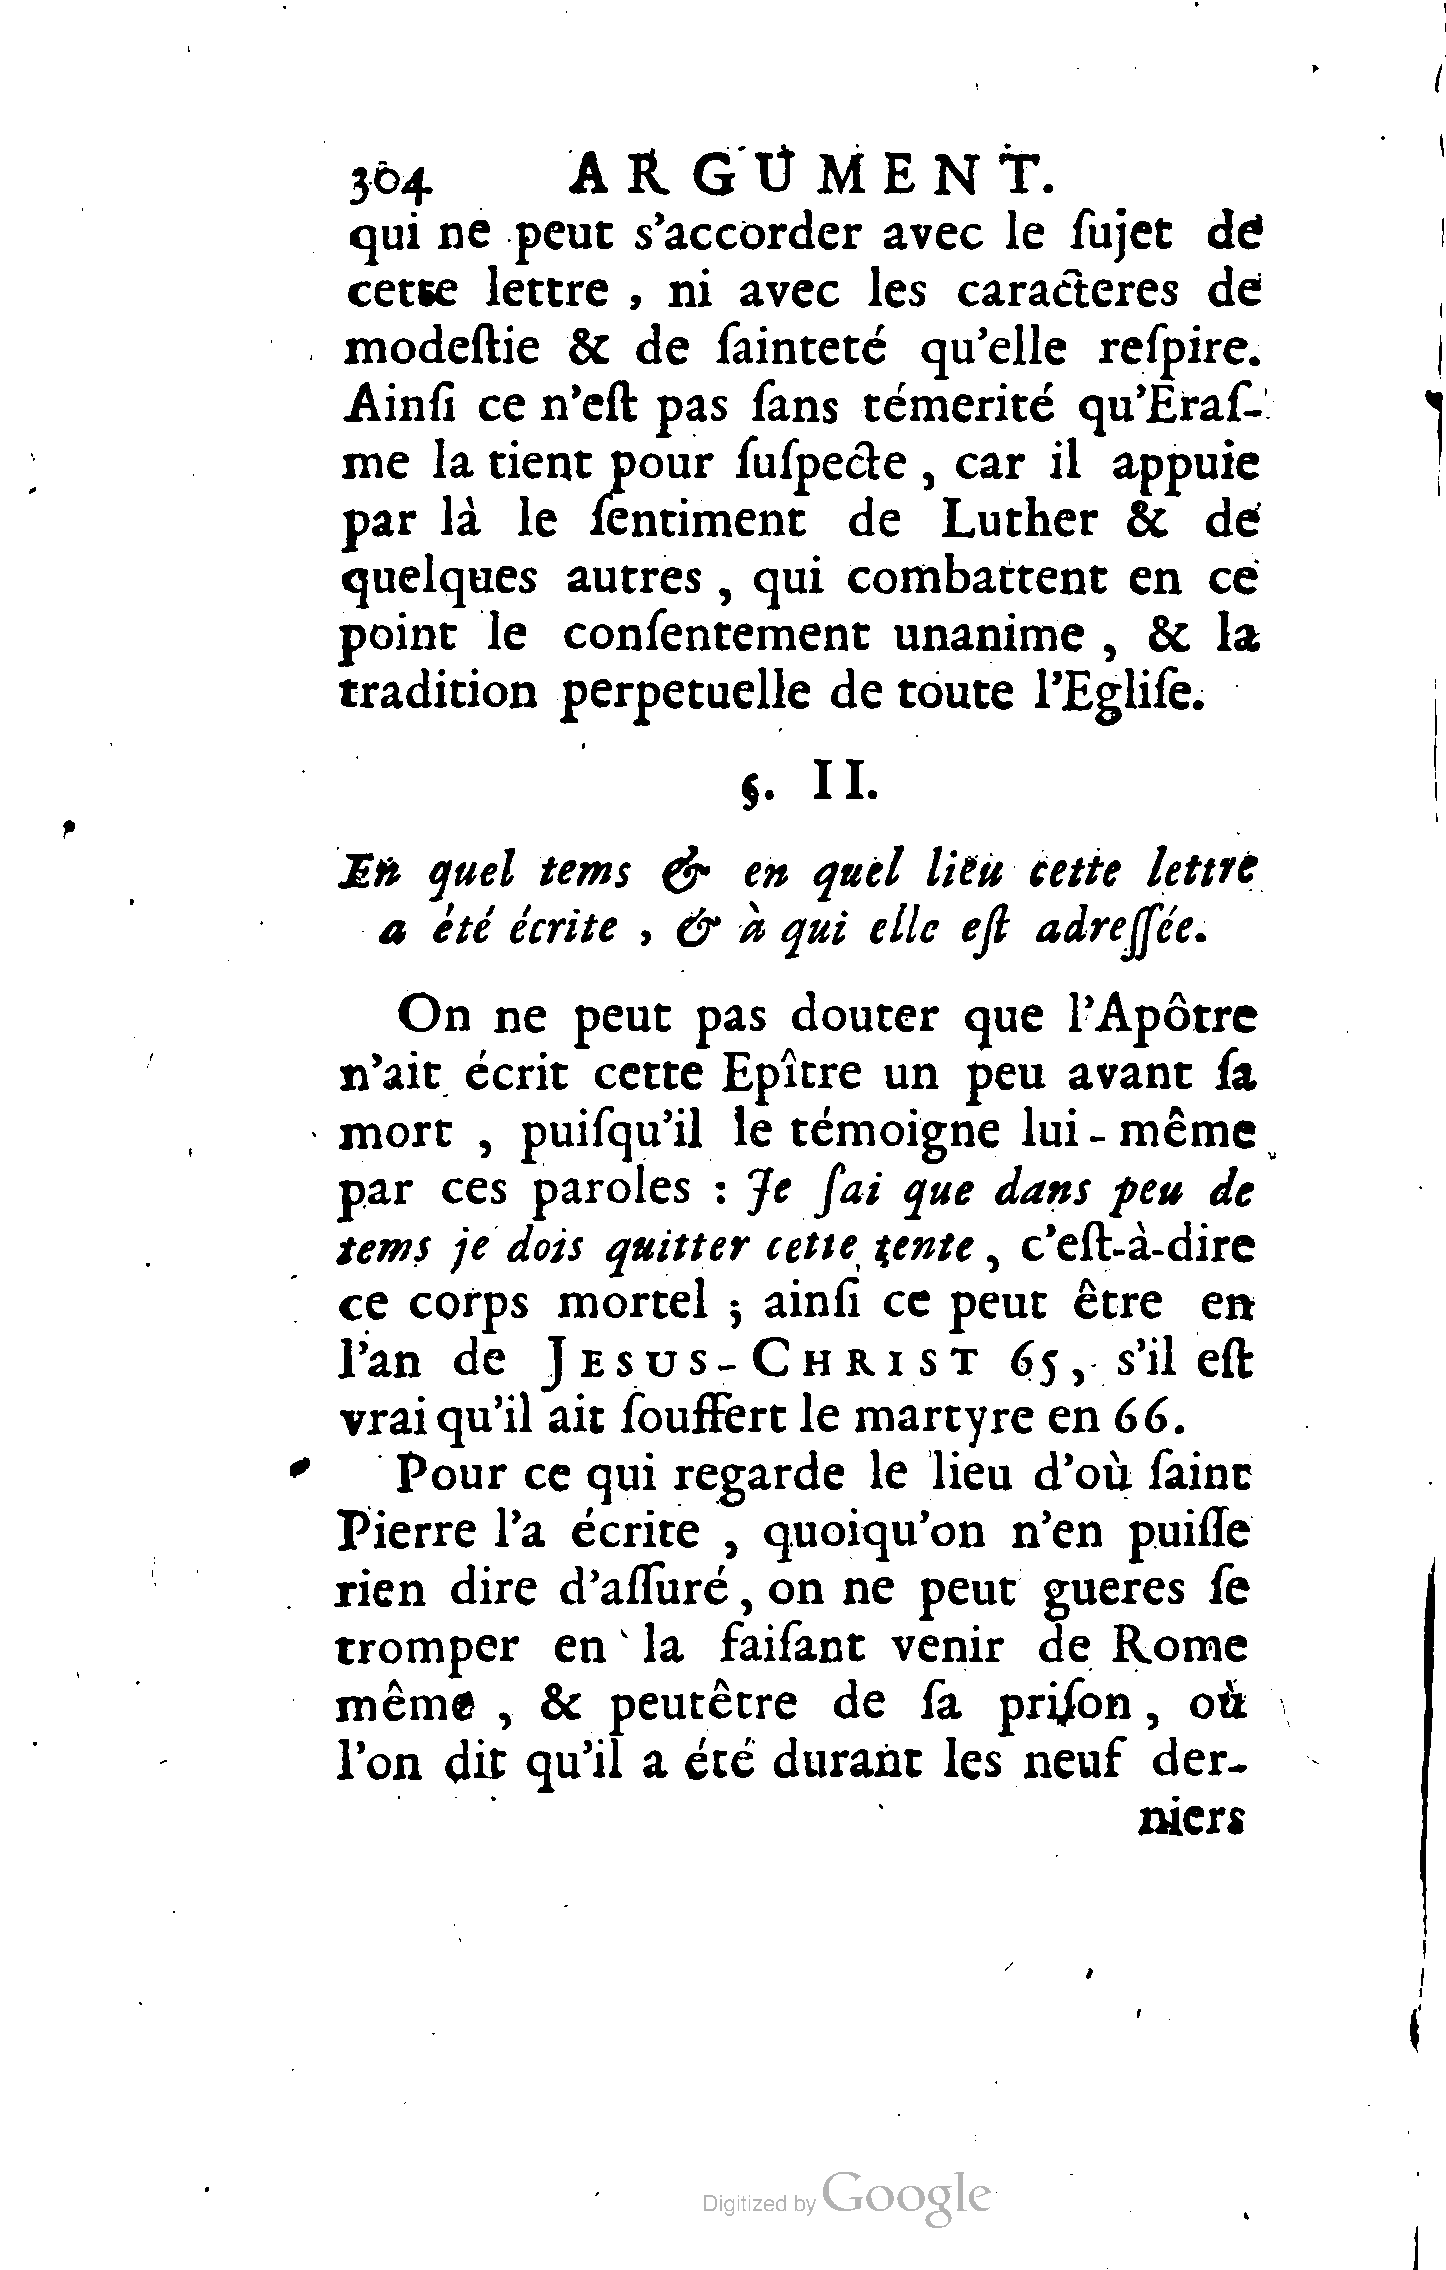 304 ARGUMENT.
qui ne peut s'accorder avec le ſujet de
cette lettre , ni avec les caracteres de
modeſtie & de ſainteté qu'elle reſpire.
Ainſi ce n'eſt pas ſans témerité qu'Eraſ-
me la tient pour ſuſpecte , car il appuie
par là le ſentiment de Luther & de
quelques autres , qui combattent en ce
point le conſentement unanime , & la
tradition perpetuelle de toute l'Egliſe.
§. II.
En quel tems & en quel lieu cette lettre
a été écrite , & à qui elle eſt adreſſée.
On ne peut pas douter que l'Apôtre
n'ait écrit cette Epître un peu avant ſa
mort , puiſqu'il le témoigne lui-même
par ces paroles : Je ſai que dans peu de
tems je dois quitter cette tente , c'eſt-à-dire
ce corps mortel ; ainſi ce peut être en
l'an de JESUS-CHRIST 65, s'il eſt
vrai qu'il ait ſouffert le martyre en 66.
Pour ce qui regarde le lieu d'où ſaint
Pierre l'a écrite , quoiqu'on n'en puiſſe
rien dire d'aſſuré, on ne peut gueres ſe
tromper en la faiſant venir de Rome
même , & peutêtre de ſa priſon , où
l'on dit qu'il a été durant les neuf der-
niers
Digitized by Google